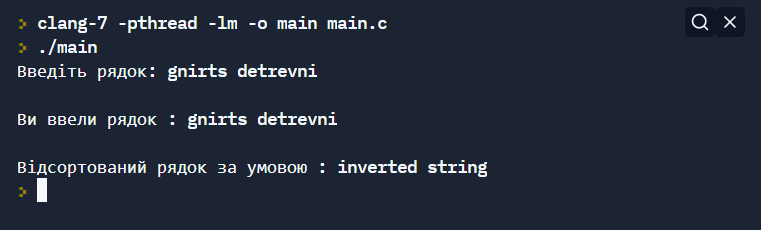 > clang-7 -pthread -lm -o main main.c
> ./main
Введіть рядок: gnirts detrevni
Ви ввели рядок : gnirts detrevni
Відсортований рядок за умовою : inverted string
>